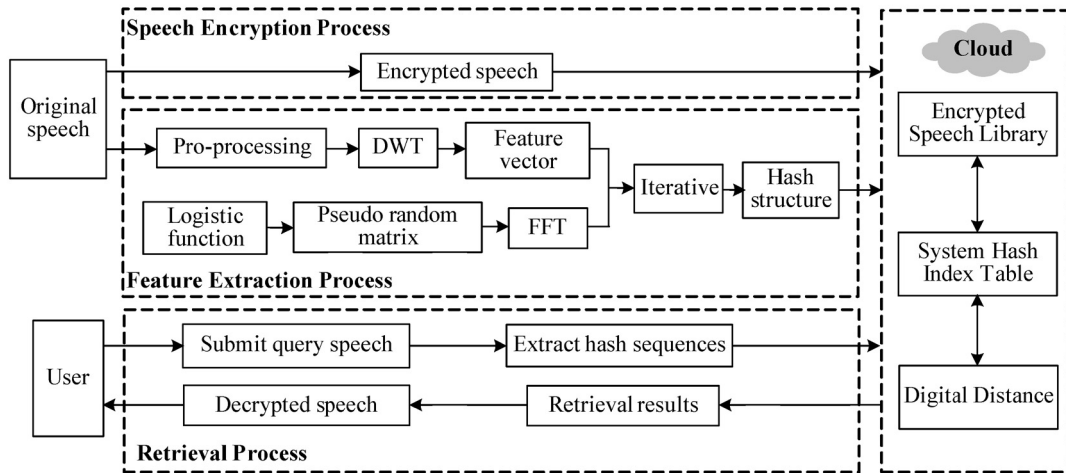 Speech Encryption Process
Original
speech
Encrypted speech
Pro-processing
DWT
Feature
vector
Logistic
function
Pseudo random
matrix
FFT
Iterative
Hash
structure
Feature Extraction Process
User
Submit query speech
Extract hash sequences
Decrypted speech
Retrieval results
Retrieval Process
Cloud
Encrypted
Speech Library
System Hash
Index Table
Digital Distance